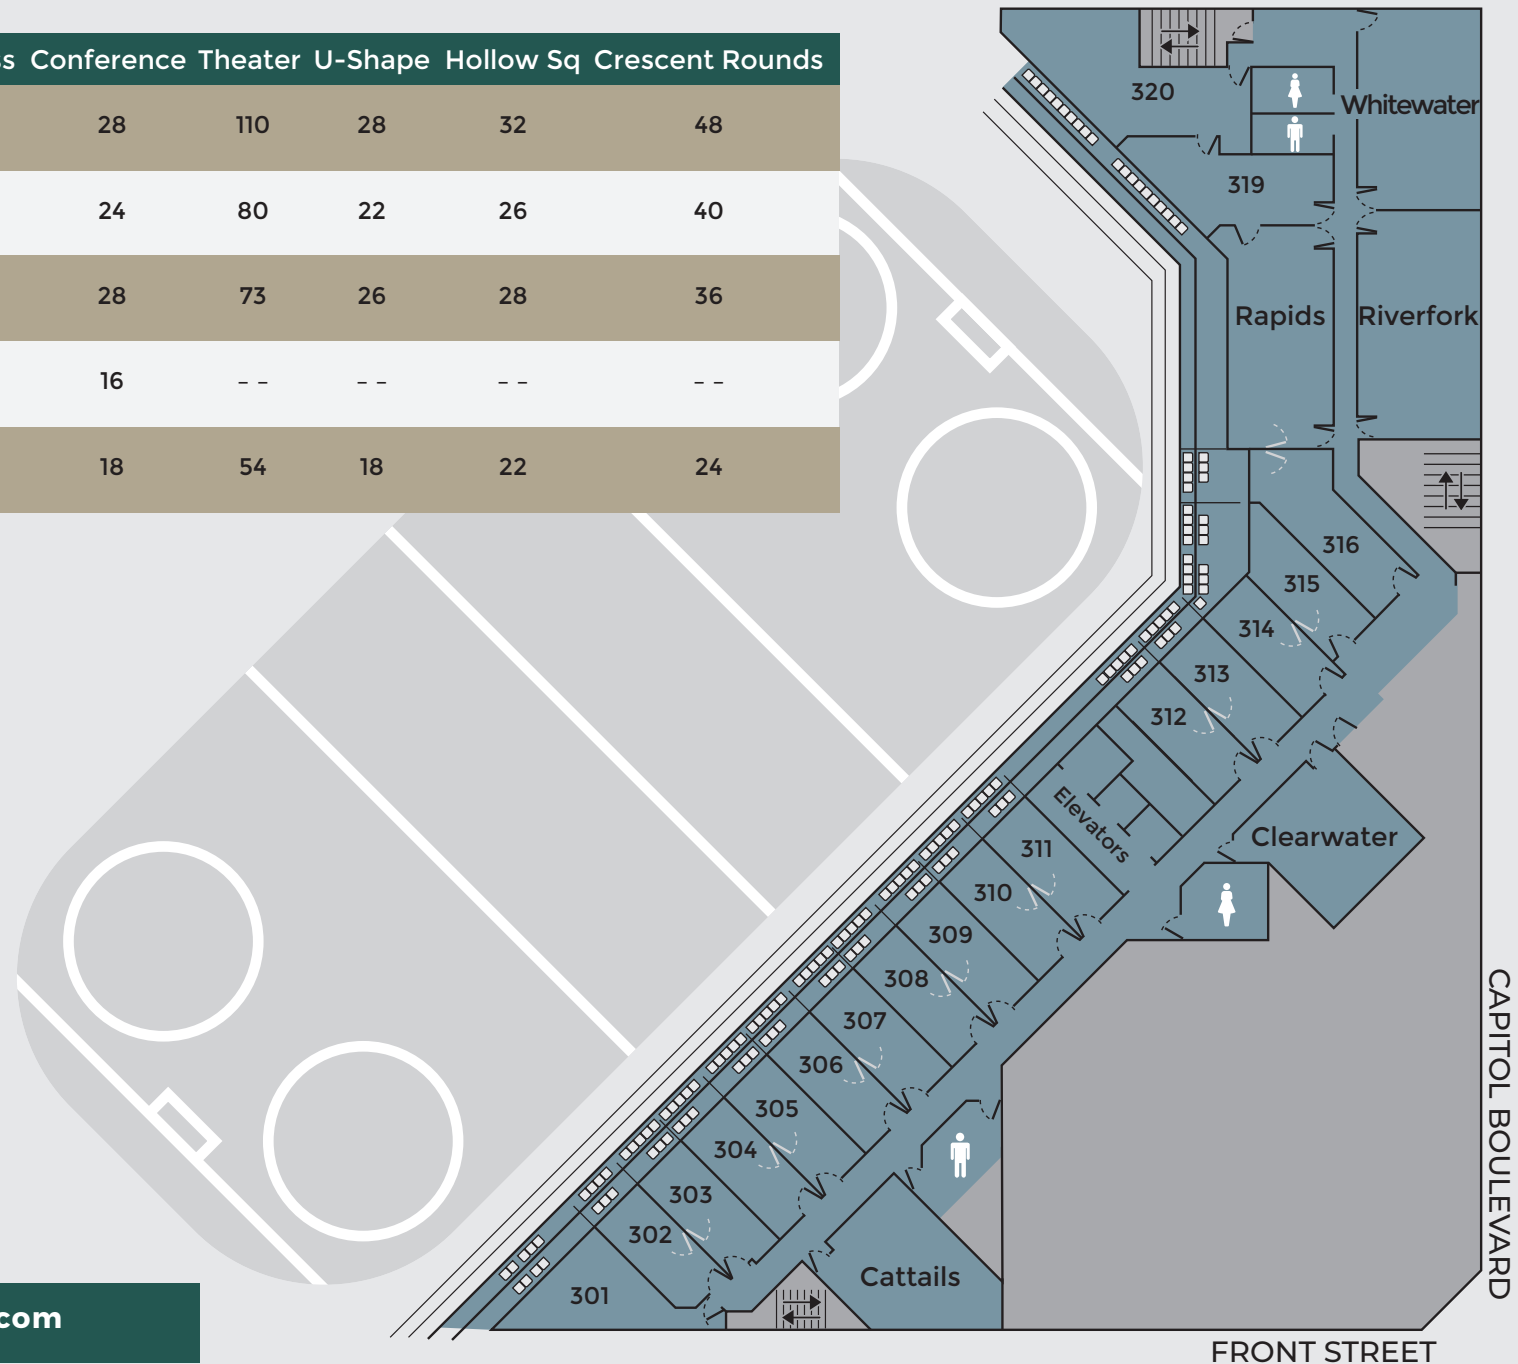 s Conference Theater U-Shape Hollow Sq Crescent Rounds
28 110 28 32 48
24 80 22 26 40
28 73 26 28 36
16 -- -- -- --
18 54 18 22 24
320
Whitewater
319
Rapids
Riverfork
316
315
314
313
312
Elevators
311
Clearwater
310
309
308
307
306
305
304
303
302
301
Cattails
CAPITOL BOULEVARD
FRONT STREET
com